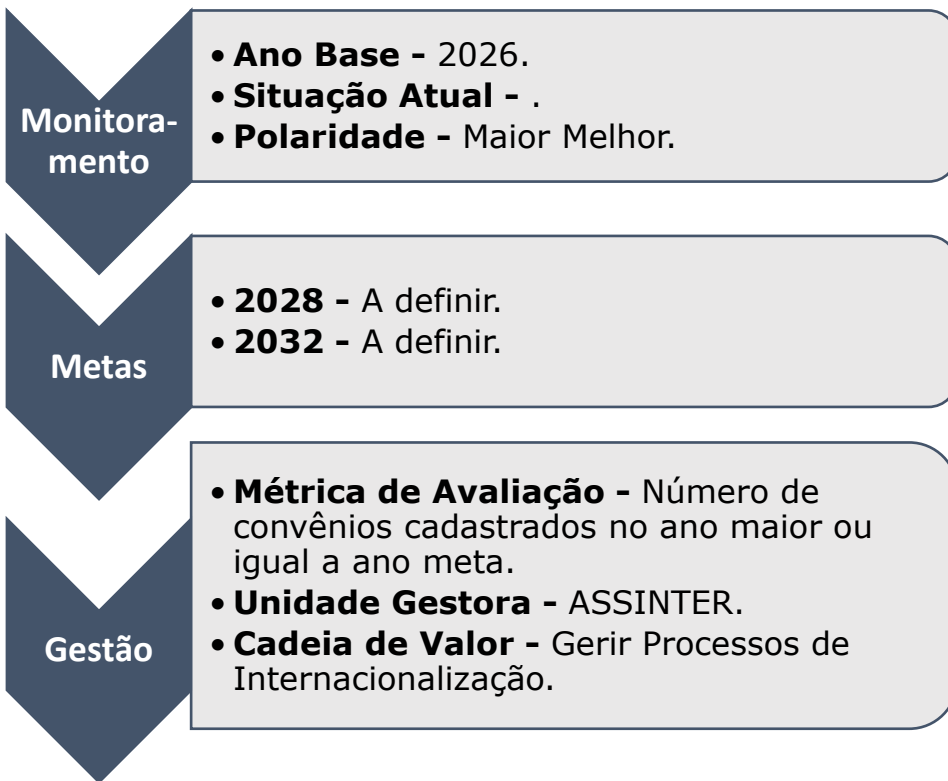 Monitora-
mento
• Ano Base - 2026.
• Situação Atual - .
• Polaridade - Maior Melhor.
Metas
• 2028 - A definir.
• 2032 - A definir.
Gestão
• Métrica de Avaliação - Número de
convênios cadastrados no ano maior ou
igual a ano meta.
• Unidade Gestora - ASSINTER.
• Cadeia de Valor - Gerir Processos de
Internacionalização.